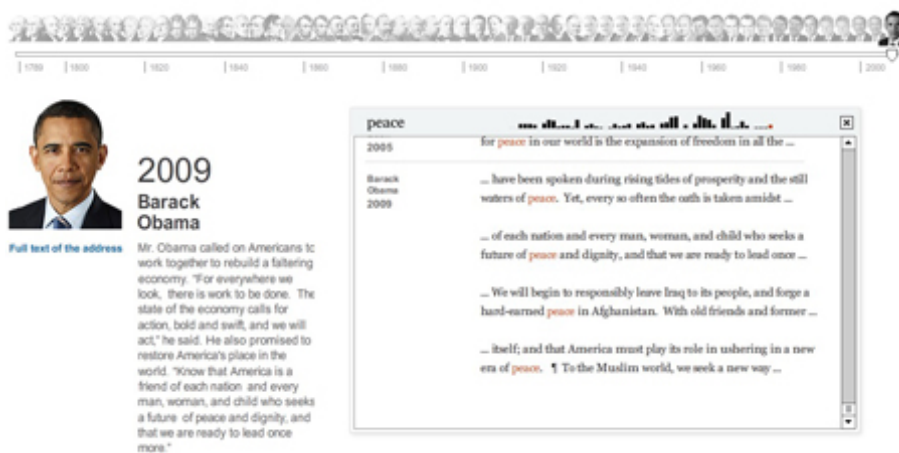 1789 1800 1820 1840 1860 1880 1900 1920 1940 1960 1980 2000
2009
Barack
Obama
Full text of the address
Mr. Obama called on Americans to
work together to rebuild a faltering
economy. "For everywhere we
look, there is work to be done. The
state of the economy calls for
action, bold and swift, and we will
act," he said. He also promised to
restore America's place in the
world. "Know that America is a
friend of each nation and every
man, woman, and child who seeks
a future of peace and dignity, and
that we are ready to lead once
more."
peace
2005
for peace in our world is the expansion of freedom in all the ...
Barack
Obama
2009
... have been spoken during rising tides of prosperity and the still
waters of peace. Yet, every so often the oath is taken amidst ...
... of each nation and every man, woman, and child who seeks a
future of peace and dignity, and that we are ready to lead once ...
... We will begin to responsibly leave Iraq to its people, and forge a
hard-earned peace in Afghanistan. With old friends and former ...
... itself; and that America must play its role in ushering in a new
era of peace. ¶ To the Muslim world, we seek a new way ...